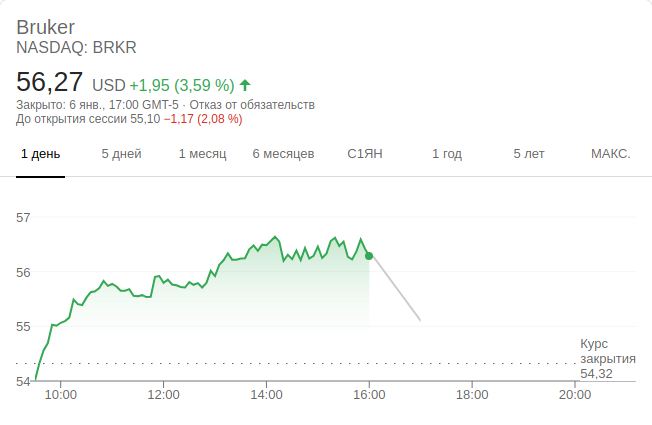 Bruker
NASDAQ: BRKR
56,27 USD +1,95 (3,59 %)
Закрыто: 6 янв., 17:00 GMT-5 · Отказ от обязательств
До открытия сессии 55,10 −1,17 (2,08 %)
1 день 5 дней 1 месяц 6 месяцев С1ЯН 1 год 5 лет МАКС.
57
56
55
Курс
закрытия
54,32
54
10:00 12:00 14:00 16:00 18:00 20:00